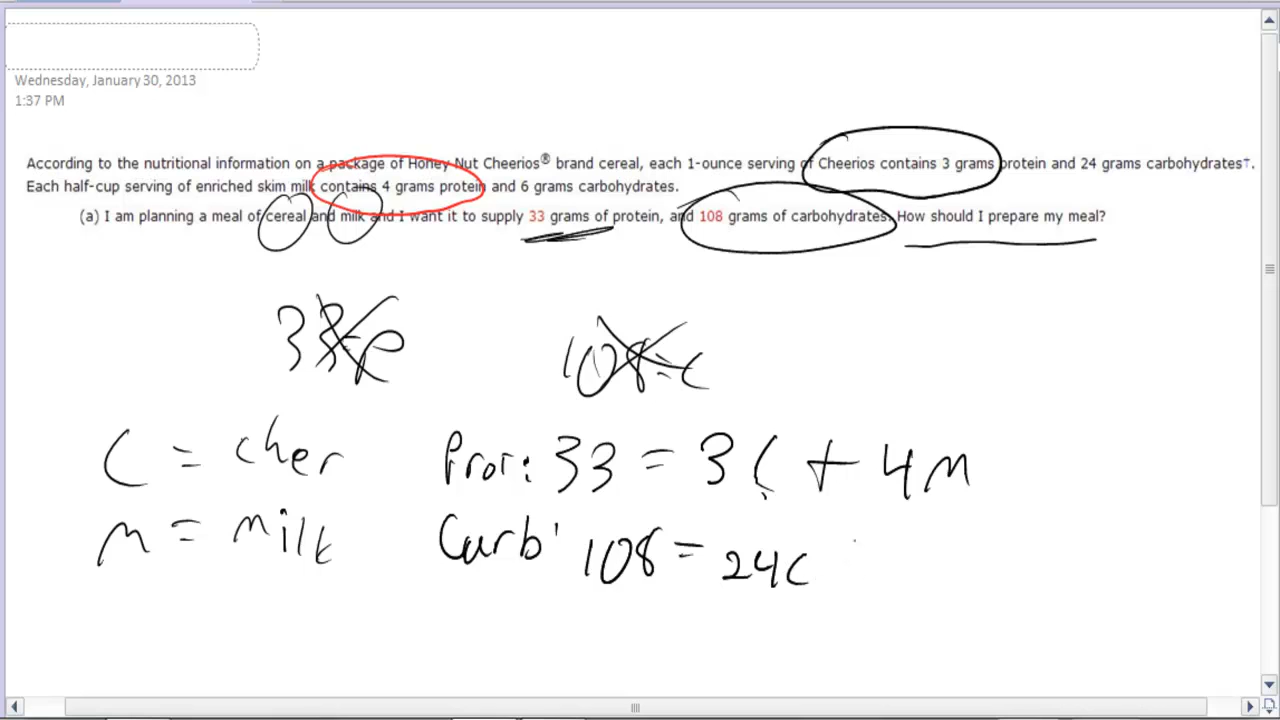 Wednesday, January 30, 2013
1:37 PM
According to the nutritional information on a package of Honey Nut Cheerios® brand cereal, each 1-ounce serving of Cheerios contains 3 grams protein and 24 grams carbohydrates†.
Each half-cup serving of enriched skim milk contains 4 grams protein and 6 grams carbohydrates.
(a) I am planning a meal of cereal and milk and I want it to supply 33 grams of protein, and 108 grams of carbohydrates. How should I prepare my meal?
33=p 108=c
C = cher Prot: 33 = 3C + 4M
M = milk Carb' 108 = 24C